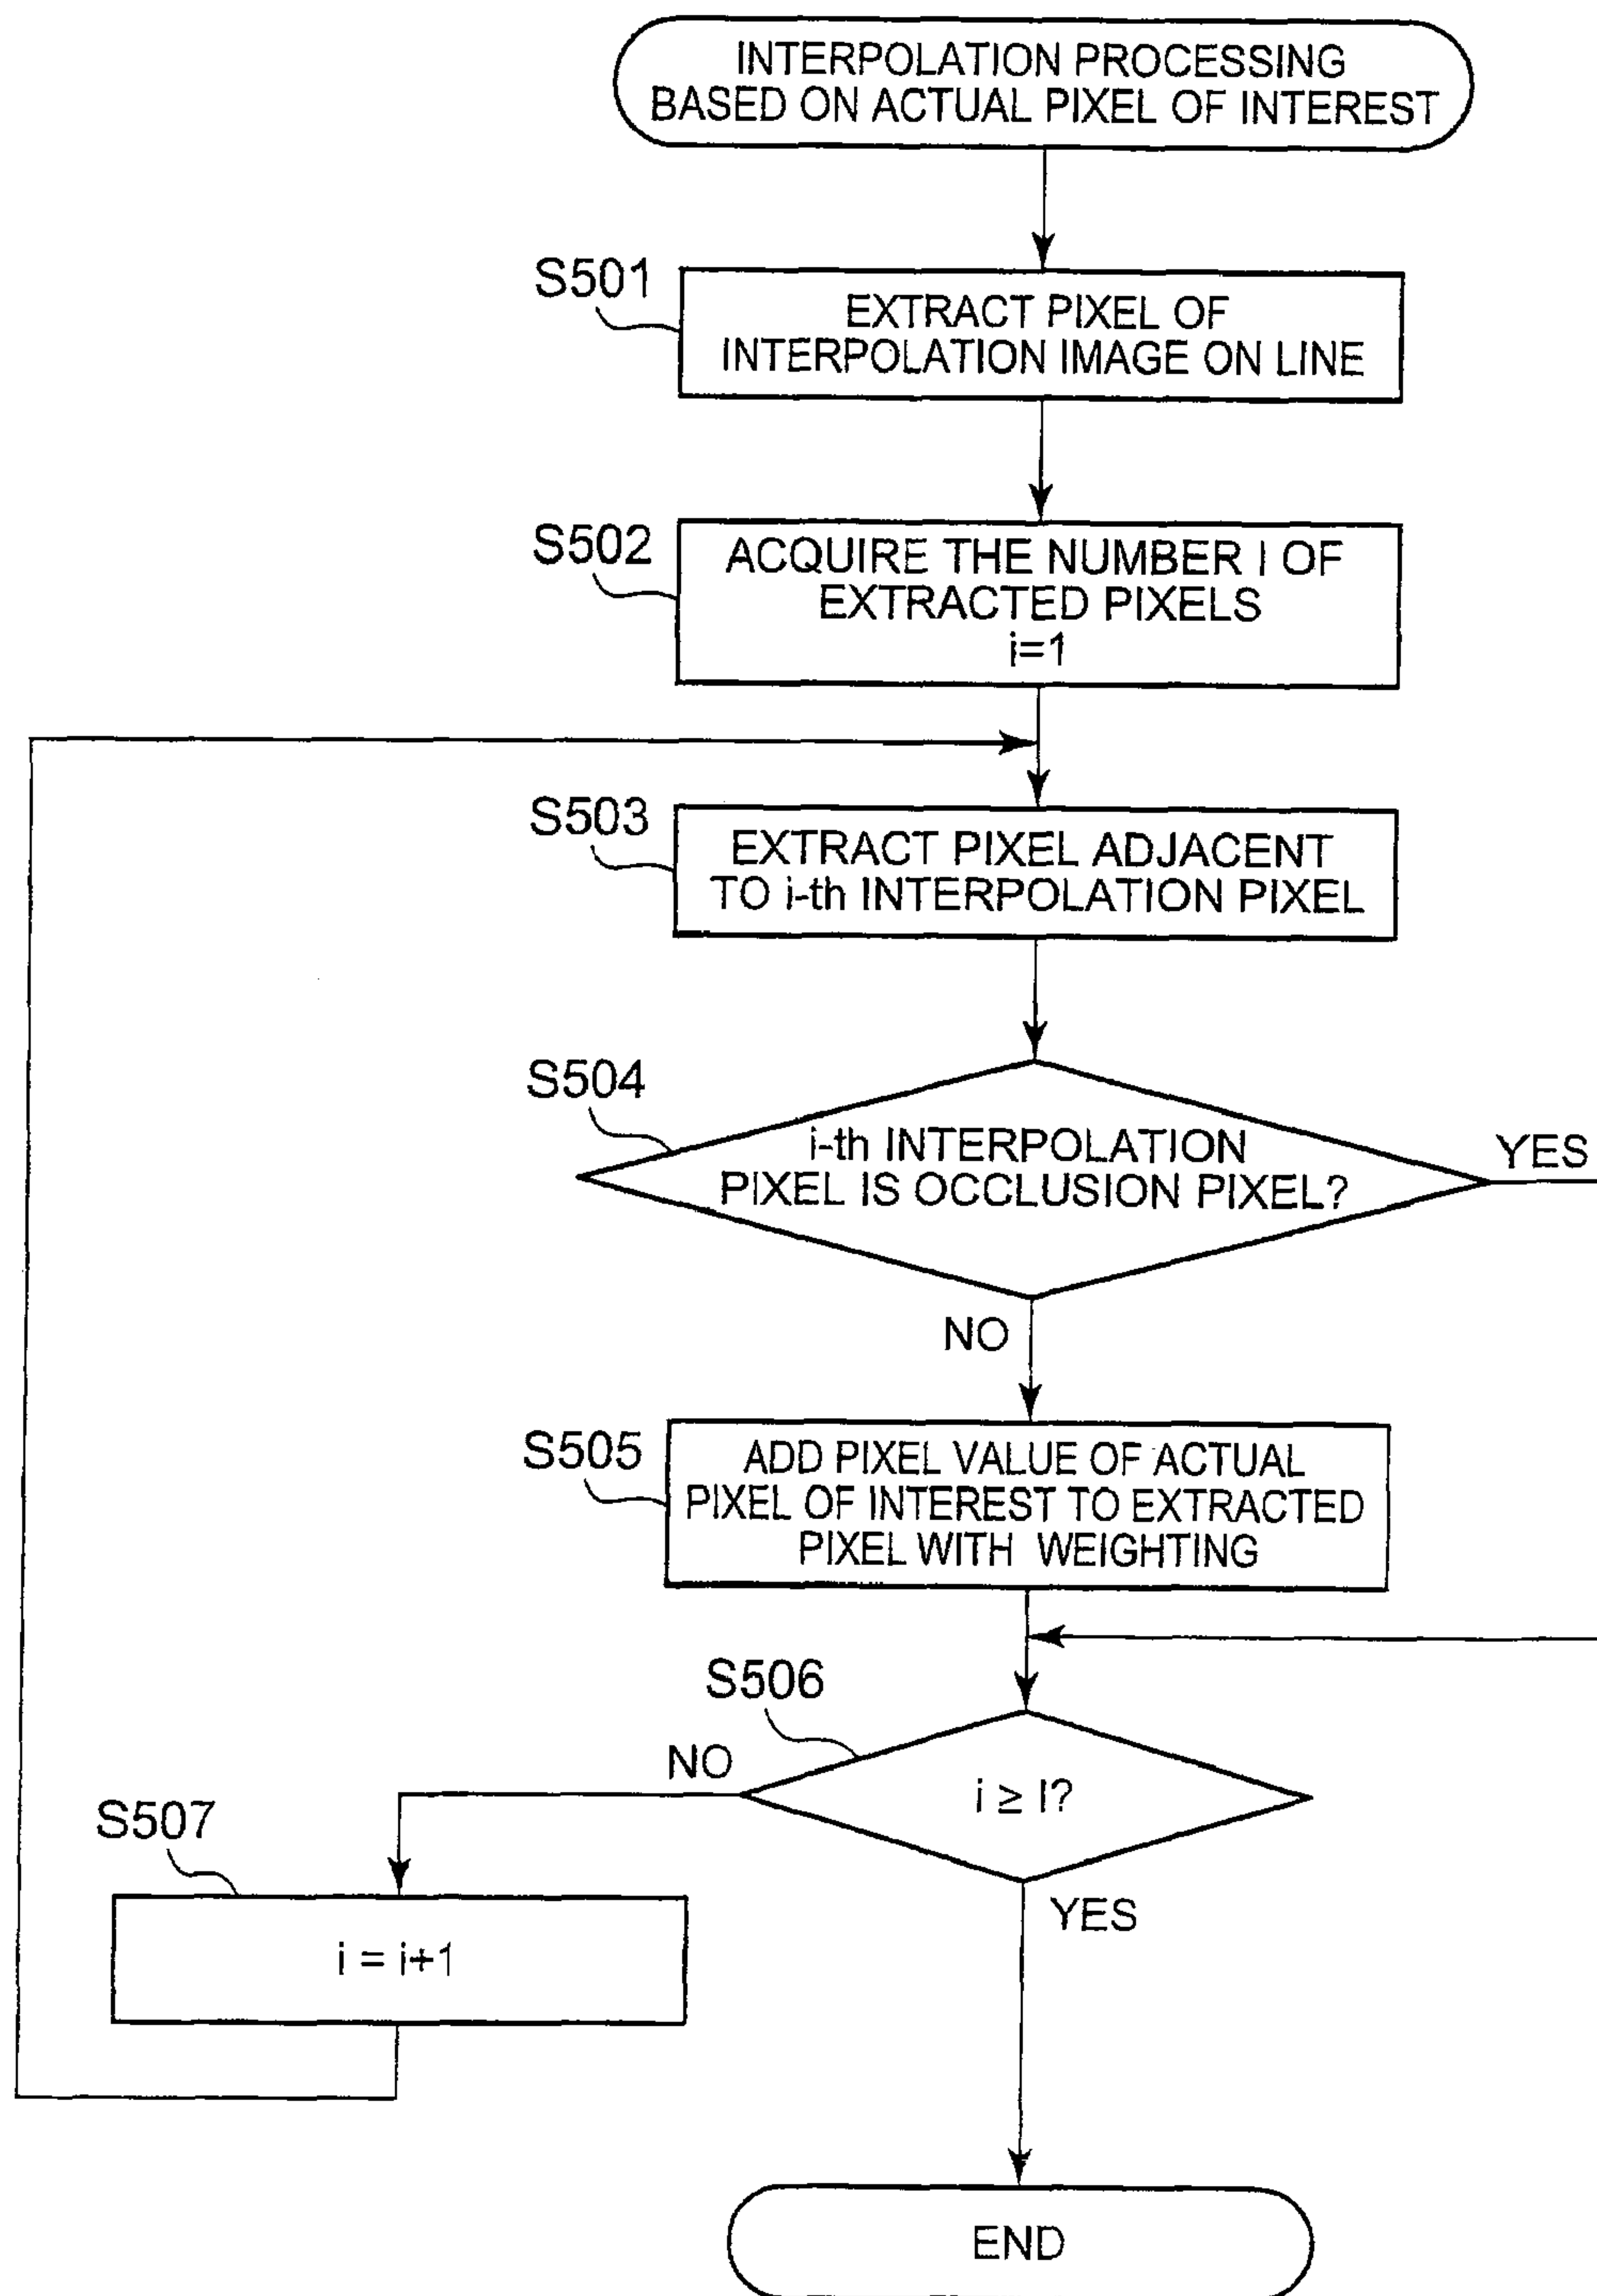 INTERPOLATION PROCESSING
BASED ON ACTUAL PIXEL OF INTEREST
S501
EXTRACT PIXEL OF
INTERPOLATION IMAGE ON LINE
S502
ACQUIRE THE NUMBER I OF
EXTRACTED PIXELS
i=1
S503
EXTRACT PIXEL ADJACENT
TO i-th INTERPOLATION PIXEL
S504
i-th INTERPOLATION
PIXEL IS OCCLUSION PIXEL?
YES
NO
S505
ADD PIXEL VALUE OF ACTUAL
PIXEL OF INTEREST TO EXTRACTED
PIXEL WITH WEIGHTING
S506
NO
i ≥ I?
S507
YES
i = i+1
END